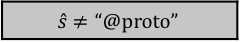 ŝ ≠ “@proto”